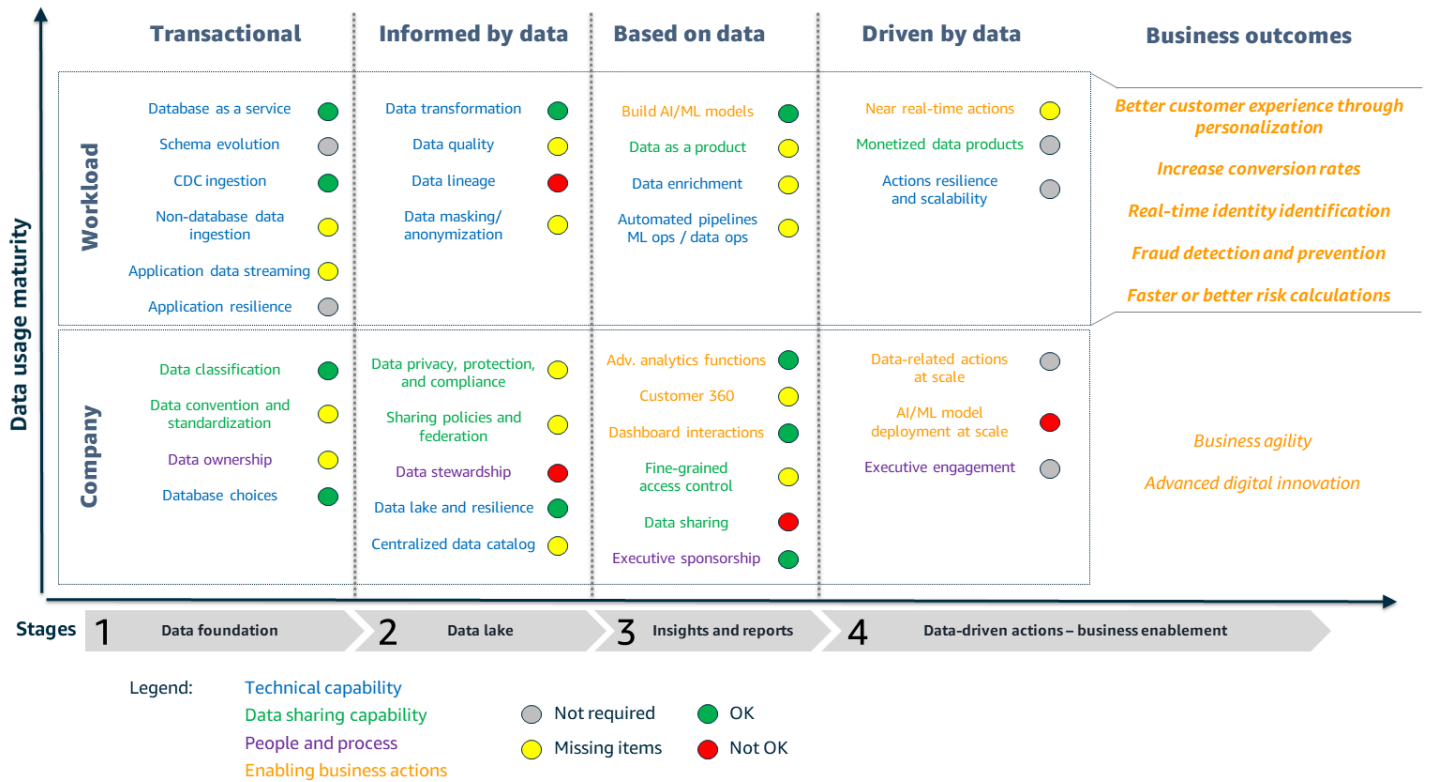 Transactional
Informed by data
Based on data
Driven by data
Business outcomes
Data usage maturity
Workload
Database as a service
Schema evolution
CDC ingestion
Non-database data
ingestion
Application data streaming
Application resilience
Data transformation
Data quality
Data lineage
Data masking/
anonymization
Build AI/ML models
Data as a product
Data enrichment
Automated pipelines
ML ops / data ops
Near real-time actions
Monetized data products
Actions resilience
and scalability
Better customer experience through
personalization
Increase conversion rates
Real-time identity identification
Fraud detection and prevention
Faster or better risk calculations
Company
Data classification
Data convention and
standardization
Data ownership
Database choices
Data privacy, protection,
and compliance
Sharing policies and
federation
Data stewardship
Data lake and resilience
Centralized data catalog
Adv. analytics functions
Customer 360
Dashboard interactions
Fine-grained
access control
Data sharing
Executive sponsorship
Data-related actions
at scale
AI/ML model
deployment at scale
Executive engagement
Business agility
Advanced digital innovation
Stages
1 Data foundation
2 Data lake
3 Insights and reports
4 Data-driven actions – business enablement
Legend:
Technical capability
Data sharing capability
People and process
Enabling business actions
Not required
OK
Missing items
Not OK